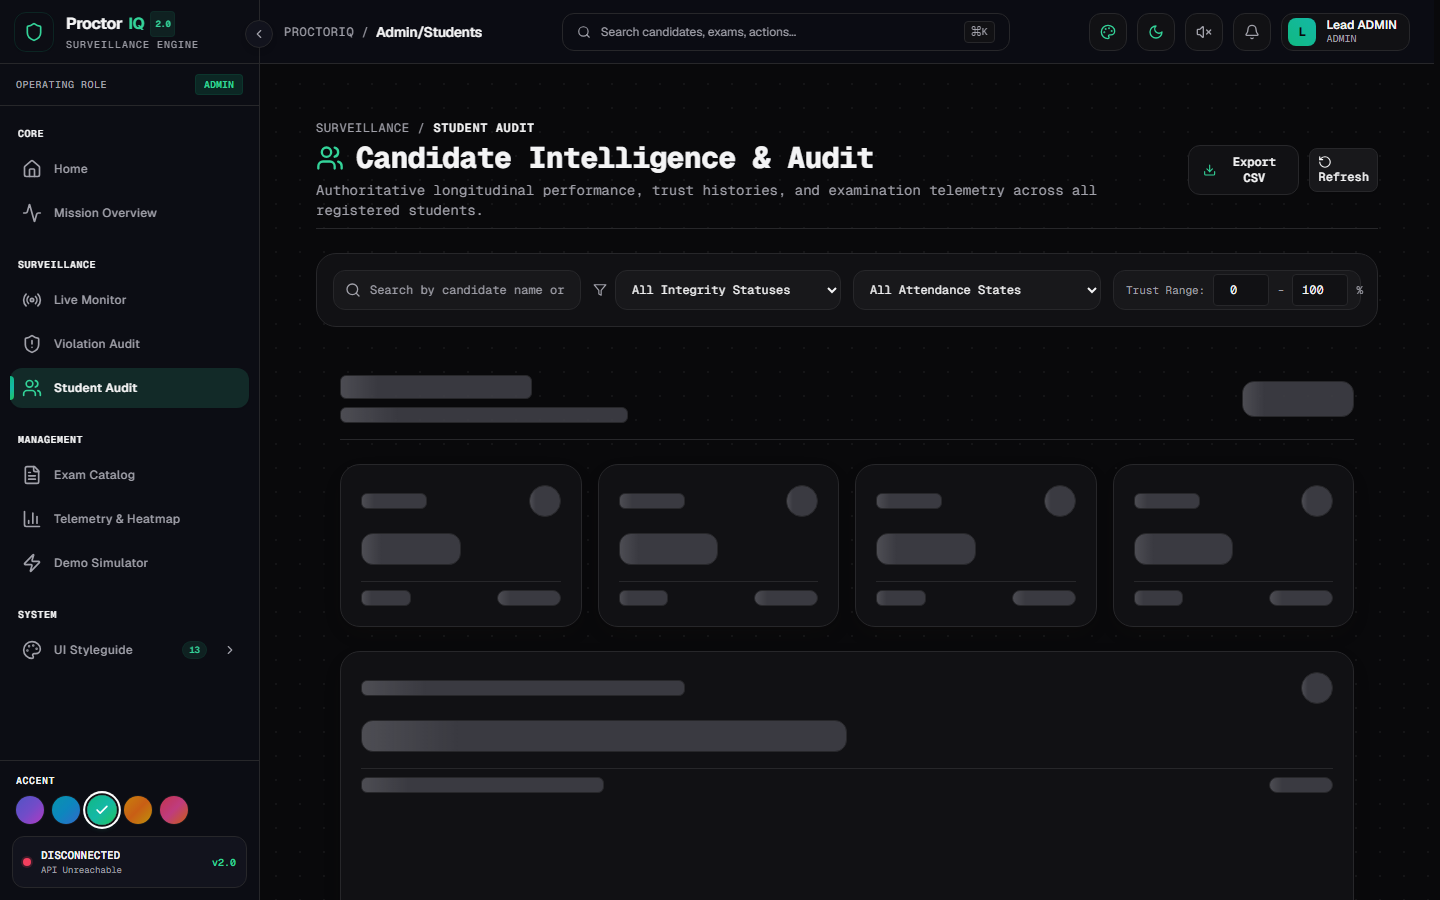 Proctor IQ 2.0
SURVEILLANCE ENGINE
OPERATING ROLE
ADMIN
CORE
Home
Mission Overview
SURVEILLANCE
Live Monitor
Violation Audit
Student Audit
MANAGEMENT
Exam Catalog
Telemetry & Heatmap
Demo Simulator
SYSTEM
UI Styleguide
13
ACCENT
DISCONNECTED
API Unreachable
v2.0
PROCTORIQ / Admin/Students
Search candidates, exams, actions...
⌘K
L
Lead ADMIN
ADMIN
SURVEILLANCE / STUDENT AUDIT
Candidate Intelligence & Audit
Authoritative longitudinal performance, trust histories, and examination telemetry across all
registered students.
Export
CSV
Refresh
Search by candidate name or
All Integrity Statuses
All Attendance States
Trust Range: 0 - 100 %